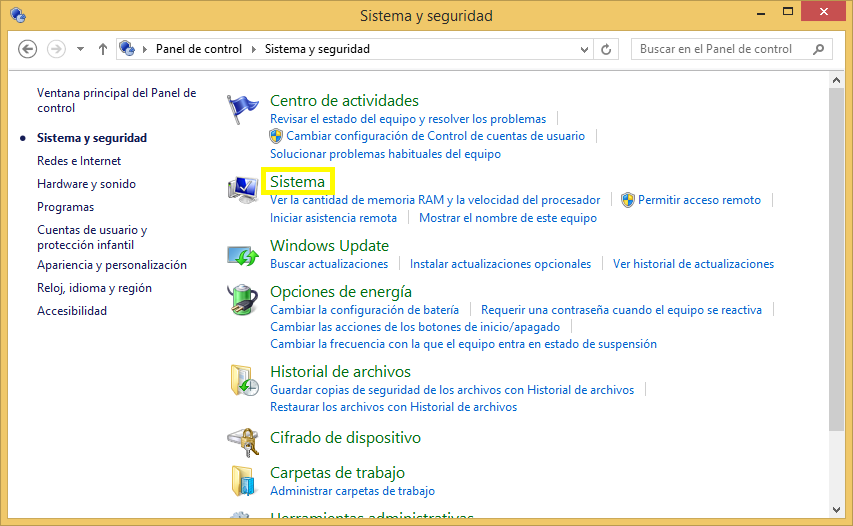 Sistema y seguridad
Panel de control Sistema y seguridad
Buscar en el Panel de control
Ventana principal del Panel de
control
Sistema y seguridad
Redes e Internet
Hardware y sonido
Programas
Cuentas de usuario y
protección infantil
Apariencia y personalización
Reloj, idioma y región
Accesibilidad
Centro de actividades
Revisar el estado del equipo y resolver los problemas
Cambiar configuración de Control de cuentas de usuario
Solucionar problemas habituales del equipo
Sistema
Ver la cantidad de memoria RAM y la velocidad del procesador Permitir acceso remoto
Iniciar asistencia remota Mostrar el nombre de este equipo
Windows Update
Buscar actualizaciones Instalar actualizaciones opcionales Ver historial de actualizaciones
Opciones de energía
Cambiar la configuración de batería Requerir una contraseña cuando el equipo se reactiva
Cambiar las acciones de los botones de inicio/apagado
Cambiar la frecuencia con la que el equipo entra en estado de suspensión
Historial de archivos
Guardar copias de seguridad de los archivos con Historial de archivos
Restaurar los archivos con Historial de archivos
Cifrado de dispositivo
Carpetas de trabajo
Administrar carpetas de trabajo
Herramientas administrativas